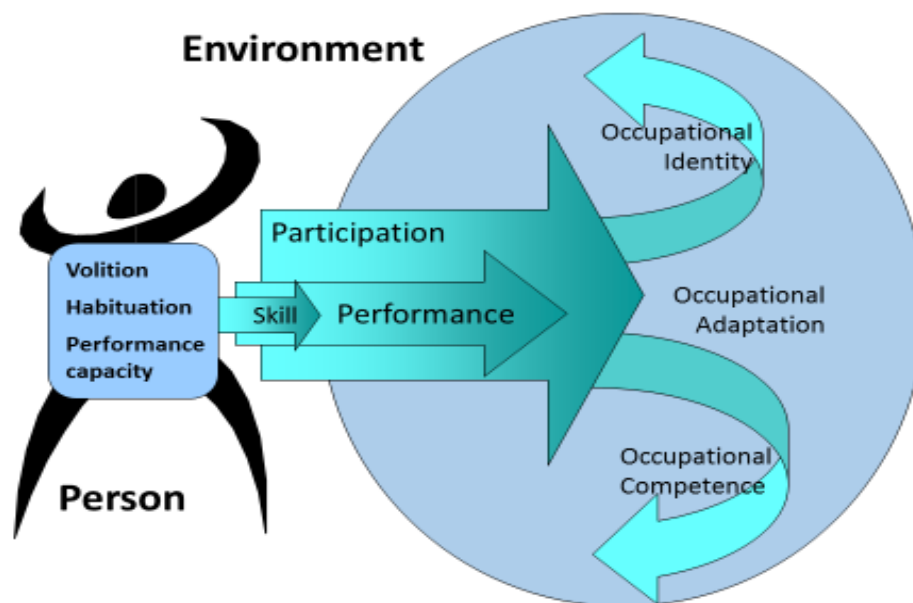 Environment
Occupational
Identity
Participation
Volition
Habituation
Performance
capacity
Skill
Performance
Occupational
Adaptation
Occupational
Competence
Person